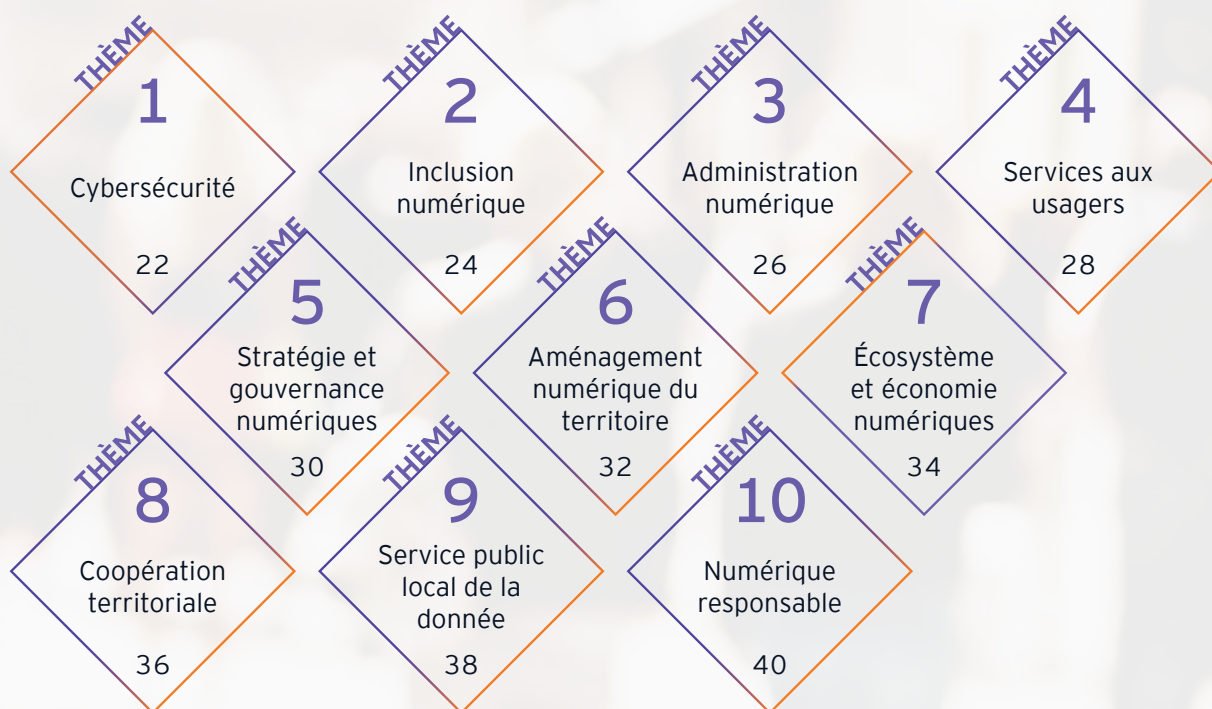 THÈME
1
Cybersécurité
22
THÈME
2
Inclusion
numérique
24
THÈME
3
Administration
numérique
26
THÈME
4
Services aux
usagers
28
THÈME
5
Stratégie et
gouvernance
numériques
30
THÈME
6
Aménagement
numérique du
territoire
32
THÈME
7
Écosystème
et économie
numériques
34
THÈME
8
Coopération
territoriale
36
THÈME
9
Service public
local de la
donnée
38
THÈME
10
Numérique
responsable
40